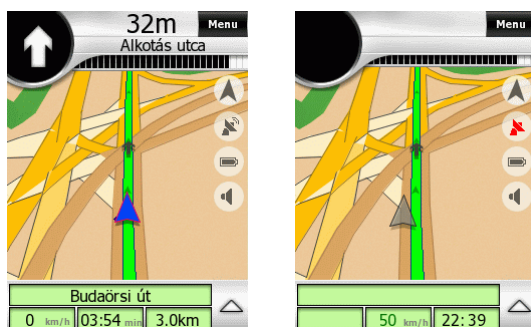 32m
Menu
Alkotás utca
Budaörsi út
0 km/h 03:54 min 3.0km
Menu
50 km/h 22:39